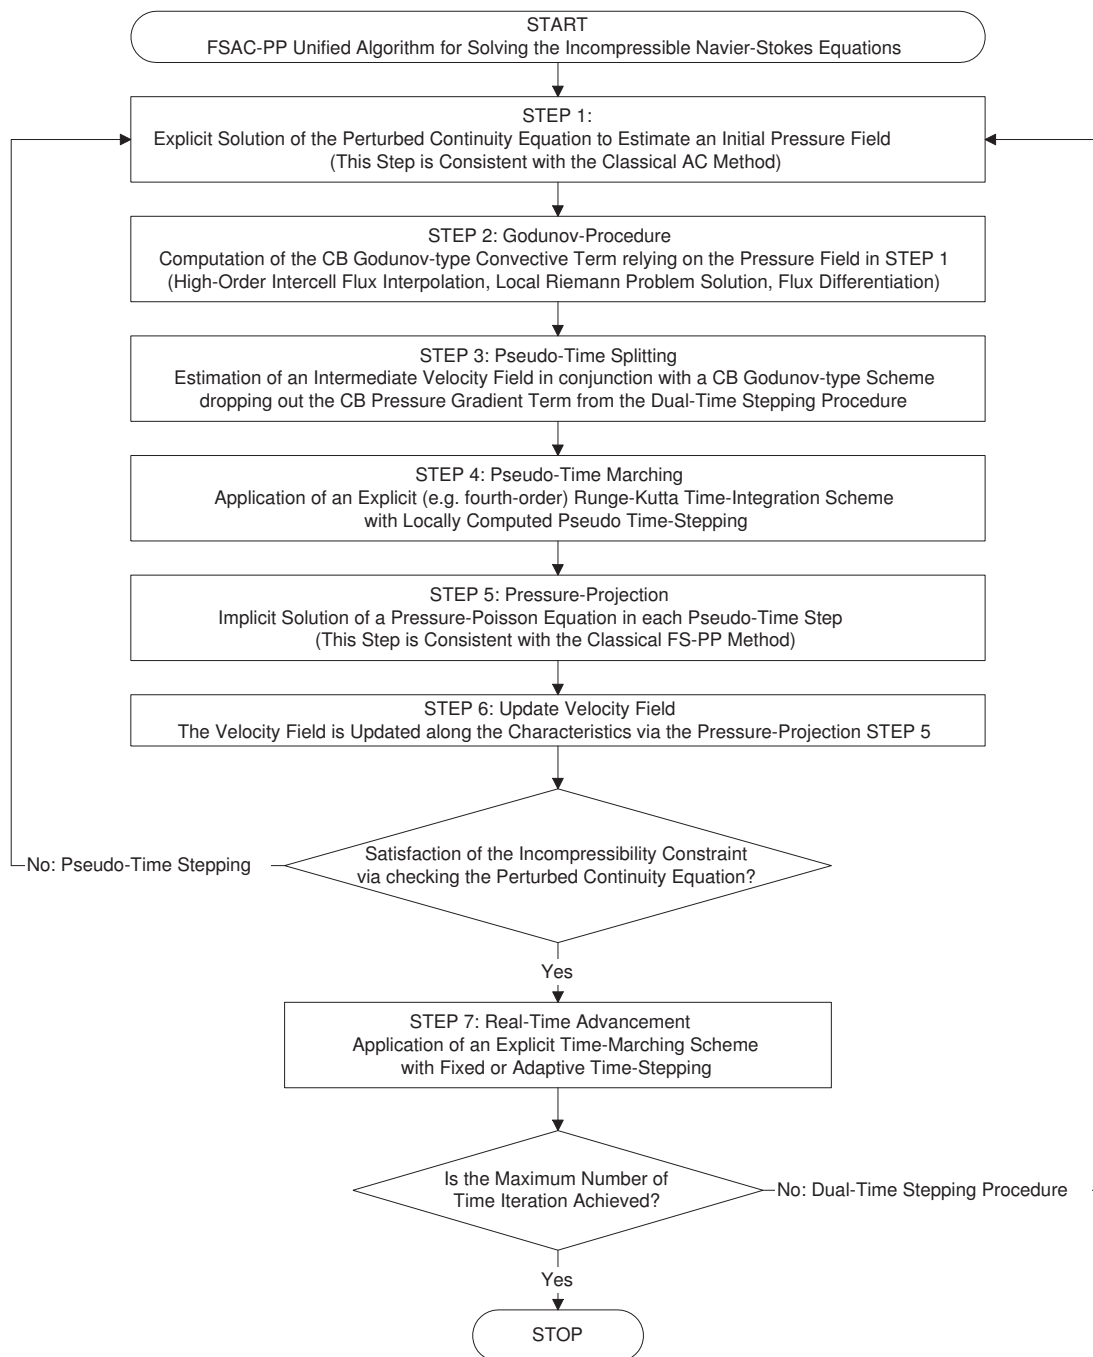 START
FSAC-PP Unified Algorithm for Solving the Incompressible Navier-Stokes Equations
STEP 1:
Explicit Solution of the Perturbed Continuity Equation to Estimate an Initial Pressure Field
(This Step is Consistent with the Classical AC Method)
STEP 2: Godunov-Procedure
Computation of the CB Godunov-type Convective Term relying on the Pressure Field in STEP 1
(High-Order Intercell Flux Interpolation, Local Riemann Problem Solution, Flux Differentiation)
STEP 3: Pseudo-Time Splitting
Estimation of an Intermediate Velocity Field in conjunction with a CB Godunov-type Scheme
dropping out the CB Pressure Gradient Term from the Dual-Time Stepping Procedure
STEP 4: Pseudo-Time Marching
Application of an Explicit (e.g. fourth-order) Runge-Kutta Time-Integration Scheme
with Locally Computed Pseudo Time-Stepping
STEP 5: Pressure-Projection
Implicit Solution of a Pressure-Poisson Equation in each Pseudo-Time Step
(This Step is Consistent with the Classical FS-PP Method)
STEP 6: Update Velocity Field
The Velocity Field is Updated along the Characteristics via the Pressure-Projection STEP 5
Satisfaction of the Incompressibility Constraint
via checking the Perturbed Continuity Equation?
No: Pseudo-Time Stepping
Yes
STEP 7: Real-Time Advancement
Application of an Explicit Time-Marching Scheme
with Fixed or Adaptive Time-Stepping
Is the Maximum Number of
Time Iteration Achieved?
No: Dual-Time Stepping Procedure
Yes
STOP